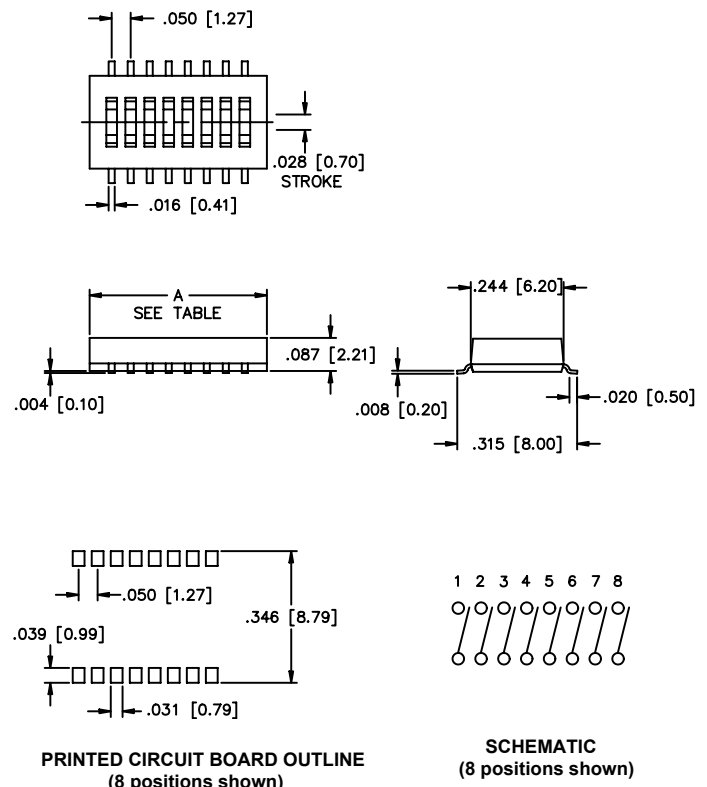 .050 [1.27]
.028 [0.70]
STROKE
.016 [0.41]
A
SEE TABLE
.087 [2.21]
.004 [0.10]
.244 [6.20]
.008 [0.20]
.020 [0.50]
.315 [8.00]
.050 [1.27]
.346 [8.79]
.039 [0.99]
.031 [0.79]
1 2 3 4 5 6 7 8
PRINTED CIRCUIT BOARD OUTLINE
(8 positions shown)
SCHEMATIC
(8 positions shown)